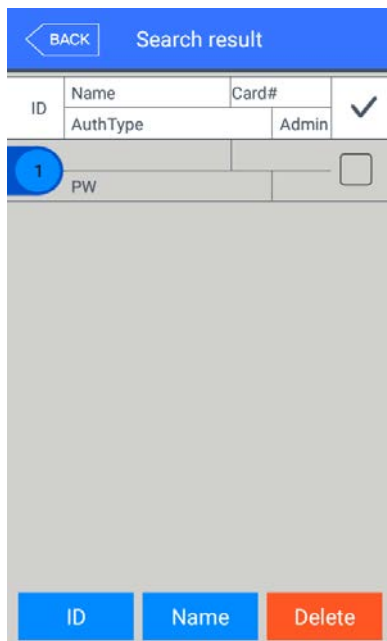 BACK Search result
ID Name Card#
AuthType Admin
1
PW
ID Name Delete